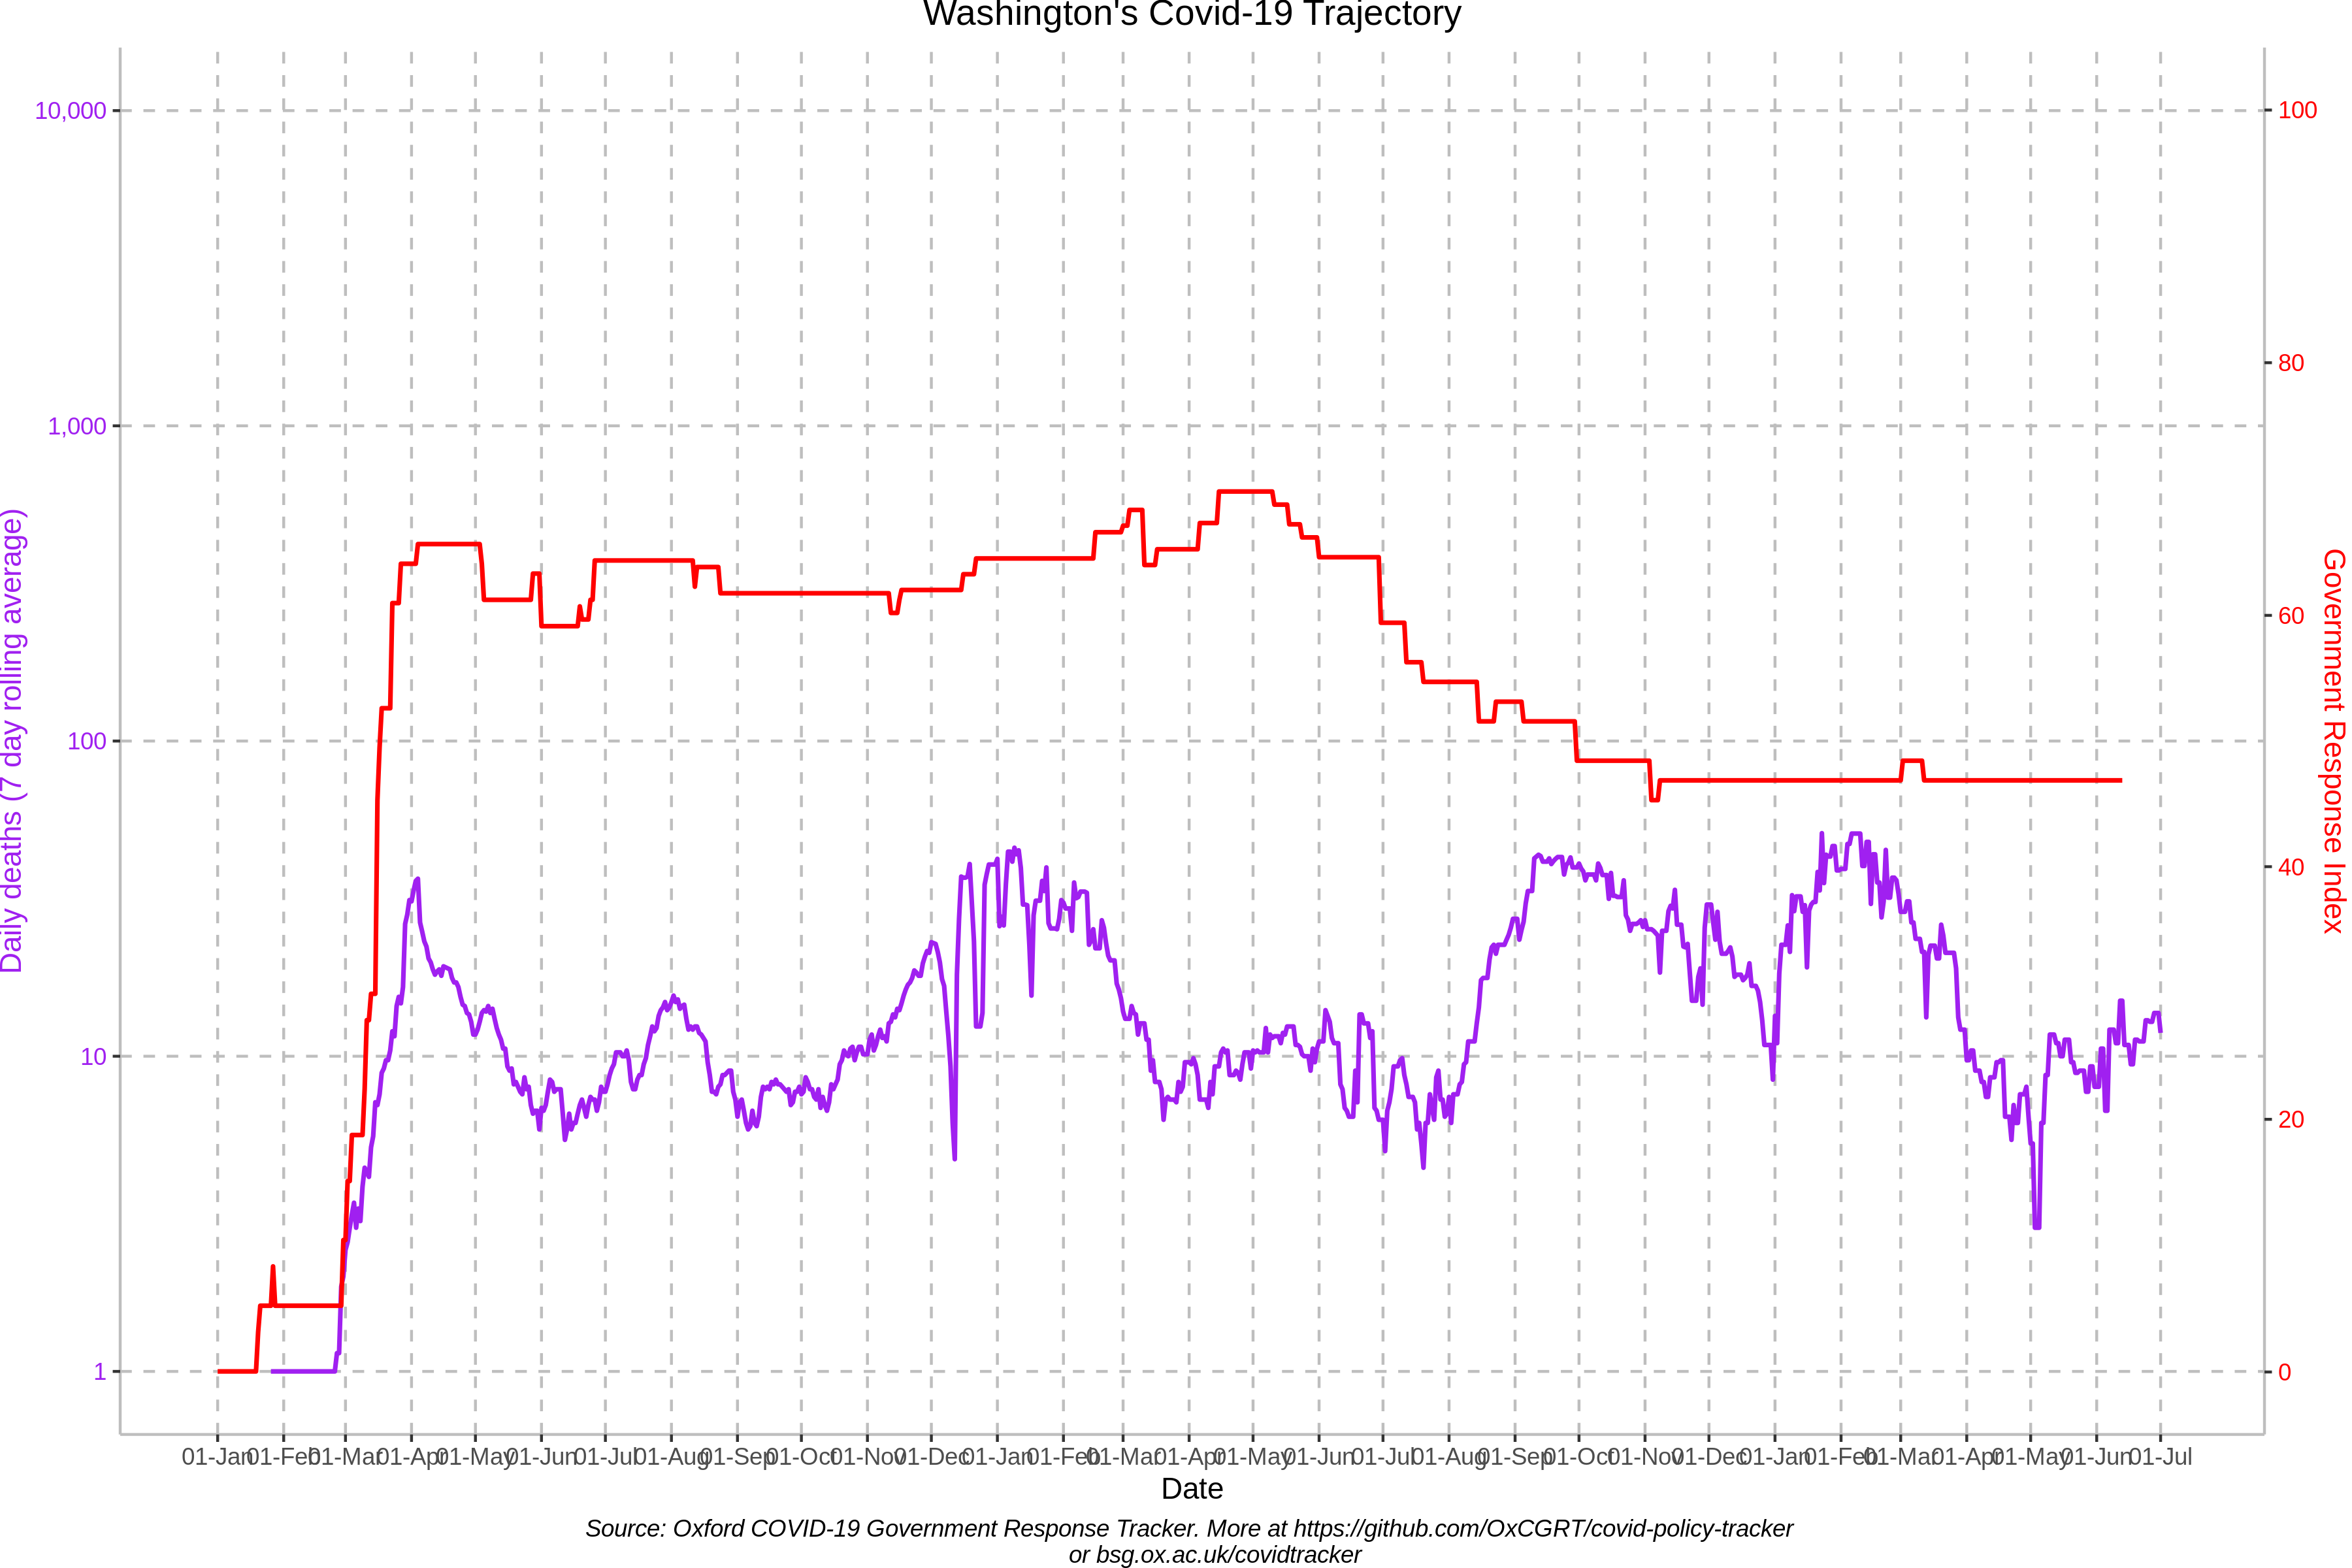 Washington's Covid-19 Trajectory
10,000
1,000
100
10
1
Daily deaths (7 day rolling average)
100
80
60
40
20
0
Government Response Index
01-Jan 01-Feb 01-Mar 01-Apr 01-May 01-Jun 01-Jul 01-Aug 01-Sep 01-Oct 01-Nov 01-Dec 01-Jan 01-Feb 01-Mar 01-Apr 01-May 01-Jun 01-Jul 01-Aug 01-Sep 01-Oct 01-Nov 01-Dec 01-Jan 01-Feb 01-Mar 01-Apr 01-May 01-Jun 01-Jul
Date
Source: Oxford COVID-19 Government Response Tracker. More at https://github.com/OxCGRT/covid-policy-tracker
or bsg.ox.ac.uk/covidtracker